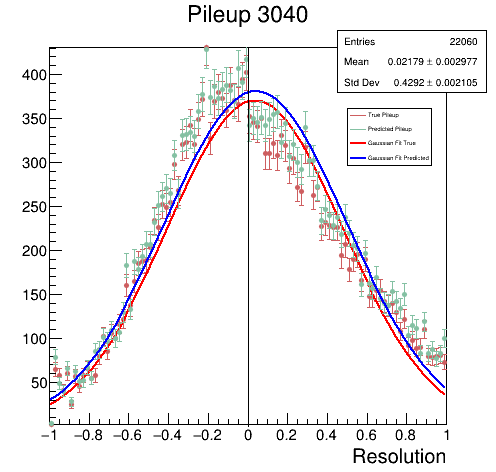 Pileup 3040
Entries 22060
Mean 0.02179 ± 0.002977
Std Dev 0.4292 ± 0.002105
True Pileup
Predicted Pileup
Gaussian Fit True
Gaussian Fit Predicted
400
350
300
250
200
150
100
50
−1 −0.8 −0.6 −0.4 −0.2 0 0.2 0.4 0.6 0.8 1
Resolution